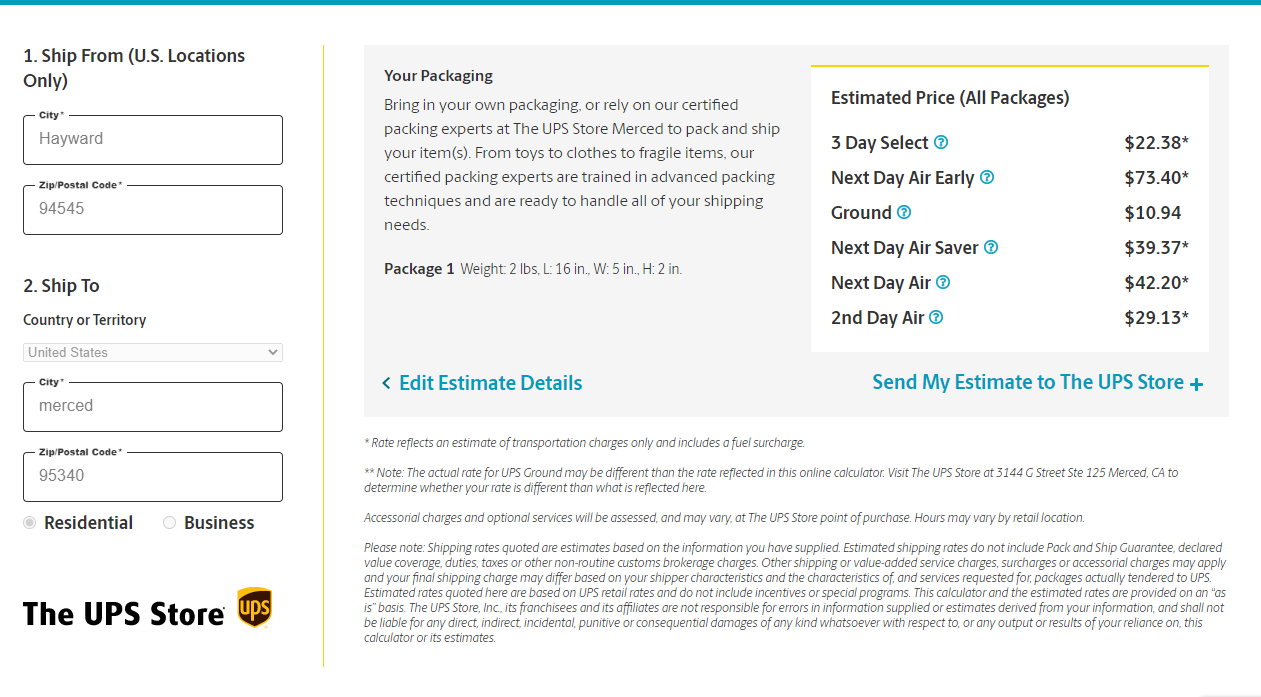 1. Ship From (U.S. Locations
Only)
City*
Hayward
Zip/Postal Code*
94545
2. Ship To
Country or Territory
United States
City*
merced
Zip/Postal Code*
95340
Residential
Business
The UPS Store
ups
Your Packaging
Bring in your own packaging, or rely on our certified
packing experts at The UPS Store Merced to pack and ship
your item(s). From toys to clothes to fragile items, our
certified packing experts are trained in advanced packing
techniques and are ready to handle all of your shipping
needs.
Package 1 Weight: 2 lbs, L: 16 in., W: 5 in., H: 2 in.
Estimated Price (All Packages)
3 Day Select ? $22.38*
Next Day Air Early ? $73.40*
Ground ? $10.94
Next Day Air Saver ? $39.37*
Next Day Air ? $42.20*
2nd Day Air ? $29.13*
< Edit Estimate Details
Send My Estimate to The UPS Store +
* Rate reflects an estimate of transportation charges only and includes a fuel surcharge.
** Note: The actual rate for UPS Ground may be different than the rate reflected in this online calculator. Visit The UPS Store at 3144 G Street Ste 125 Merced, CA to
determine whether your rate is different than what is reflected here.
Accessorial charges and optional services will be assessed, and may vary, at The UPS Store point of purchase. Hours may vary by retail location.
Please note: Shipping rates quoted are estimates based on the information you have supplied. Estimated shipping rates do not include Pack and Ship Guarantee, declared
value coverage, duties, taxes or other non-routine customs brokerage charges. Other shipping or value-added service charges, surcharges or accessorial charges may apply
and your final shipping charge may differ based on your shipper characteristics and the characteristics of, and services requested for, packages actually tendered to UPS.
Estimated rates quoted here are based on UPS retail rates and do not include incentives or special programs. This calculator and the estimated rates are provided on an “as
is” basis. The UPS Store, Inc., its franchisees and its affiliates are not responsible for errors in information supplied or estimates derived from your information, and shall not
be liable for any direct, indirect, incidental, punitive or consequential damages of any kind whatsoever with respect to, or any output or results of your reliance on, this
calculator or its estimates.